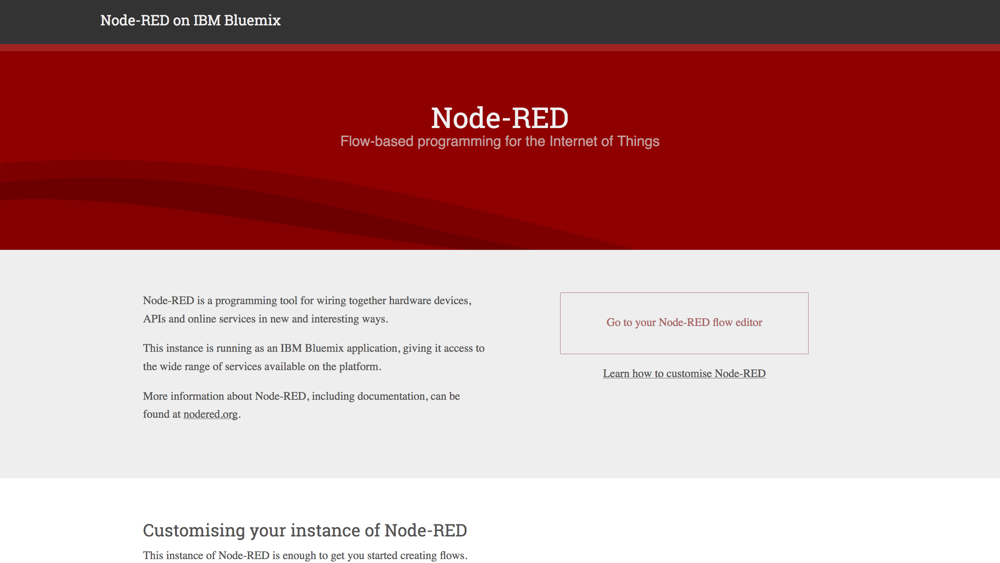 Node-RED on IBM Bluemix
Node-RED
Flow-based programming for the Internet of Things
Node-RED is a programming tool for wiring together hardware devices,
APIs and online services in new and interesting ways.
This instance is running as an IBM Bluemix application, giving it access to
the wide range of services available on the platform.
More information about Node-RED, including documentation, can be
found at nodered.org.
Go to your Node-RED flow editor
Learn how to customise Node-RED
Customising your instance of Node-RED
This instance of Node-RED is enough to get you started creating flows.